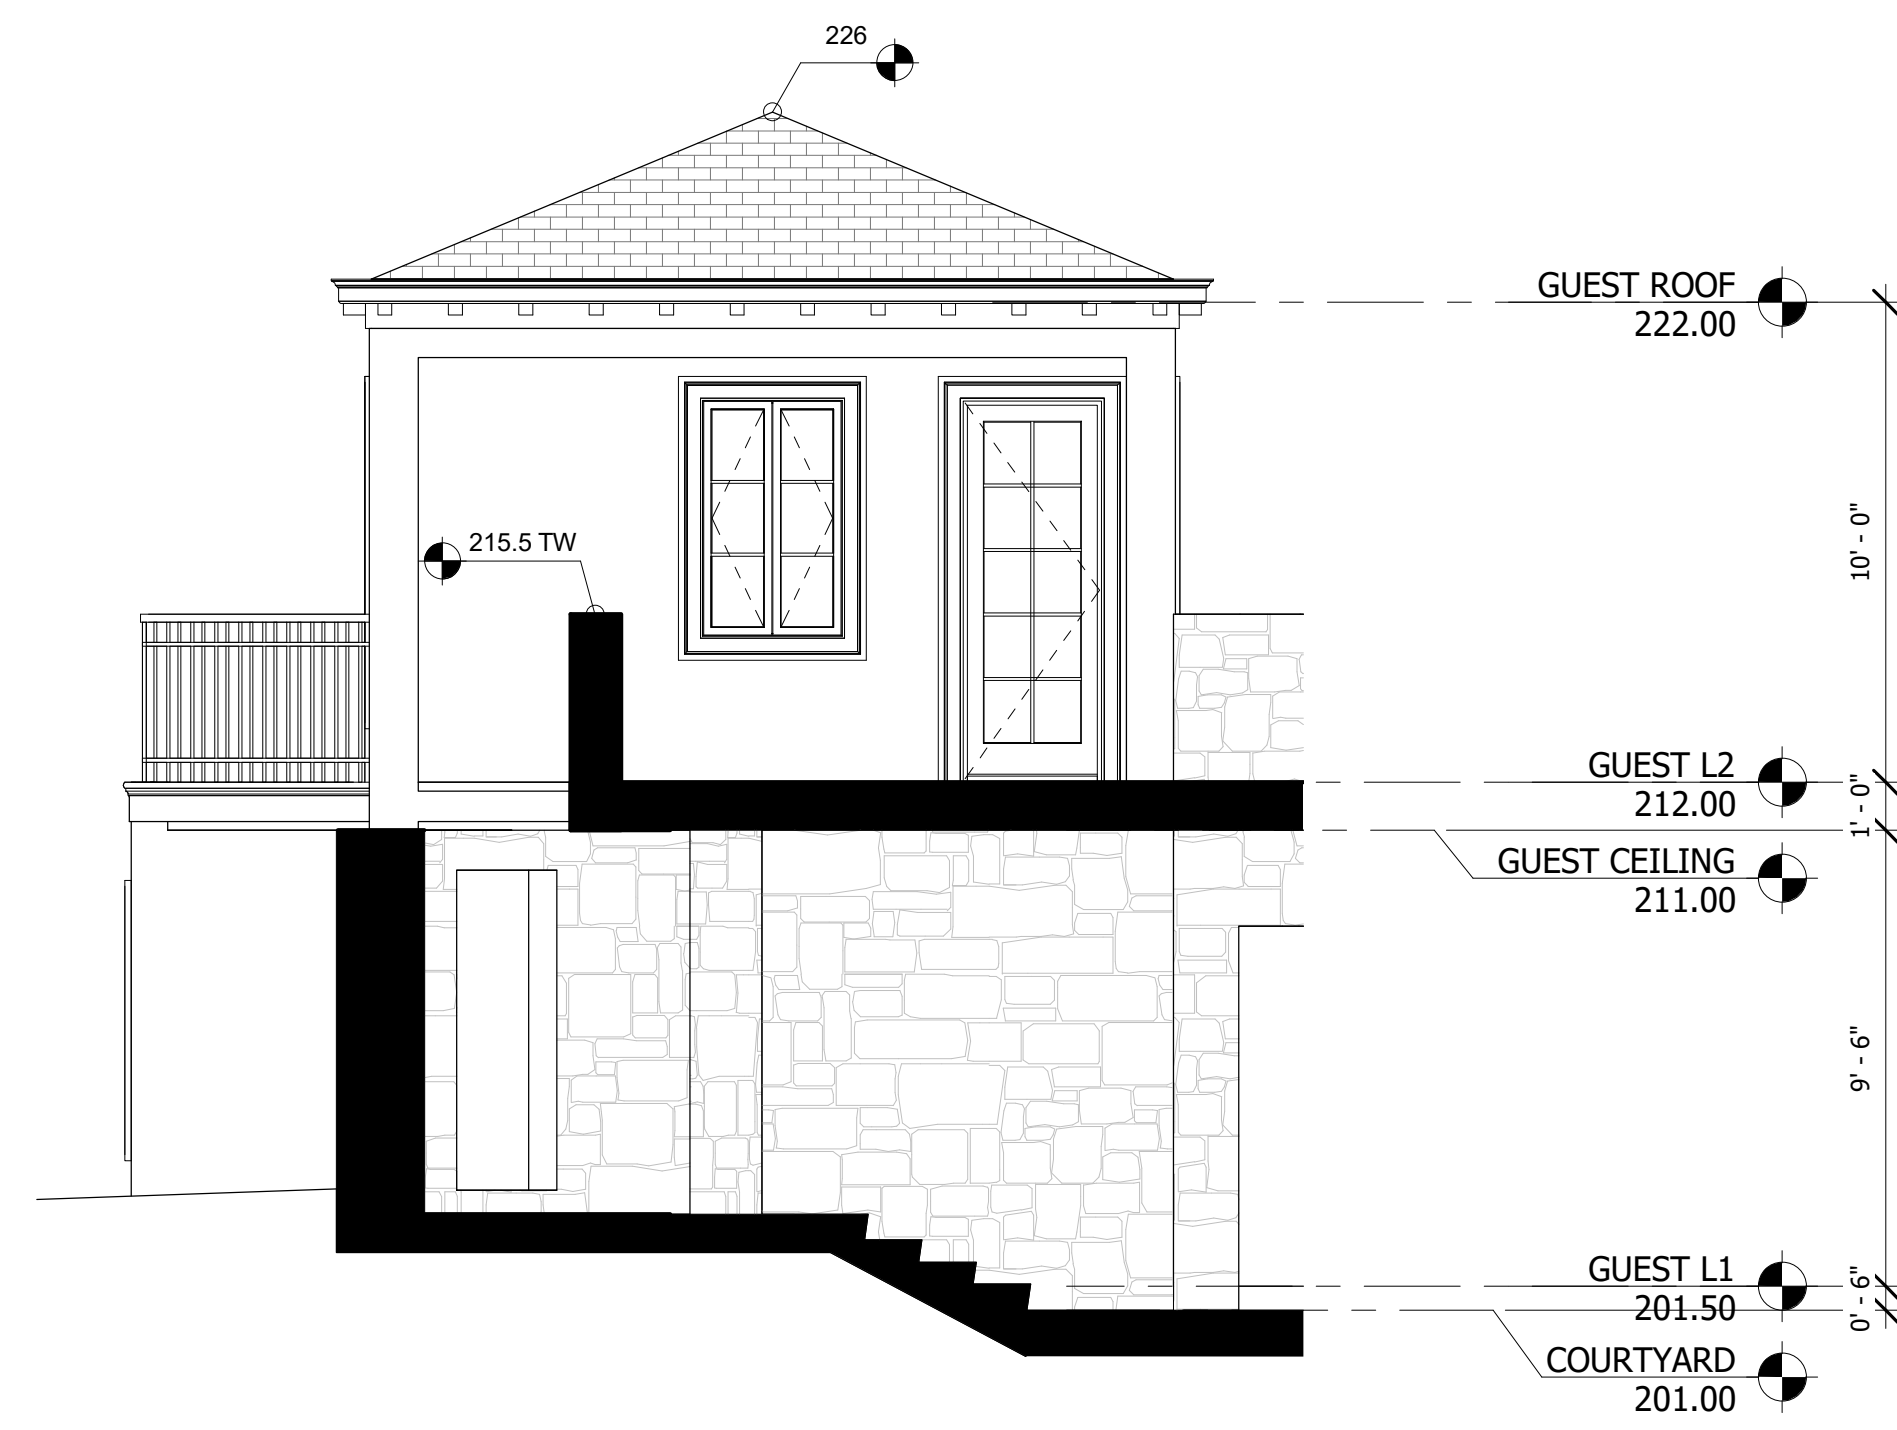 226
GUEST ROOF
222.00
10' - 0"
215.5 TW
GUEST L2
212.00
1' - 0"
GUEST CEILING
211.00
9' - 6"
GUEST L1
201.50
0' - 6"
COURTYARD
201.00